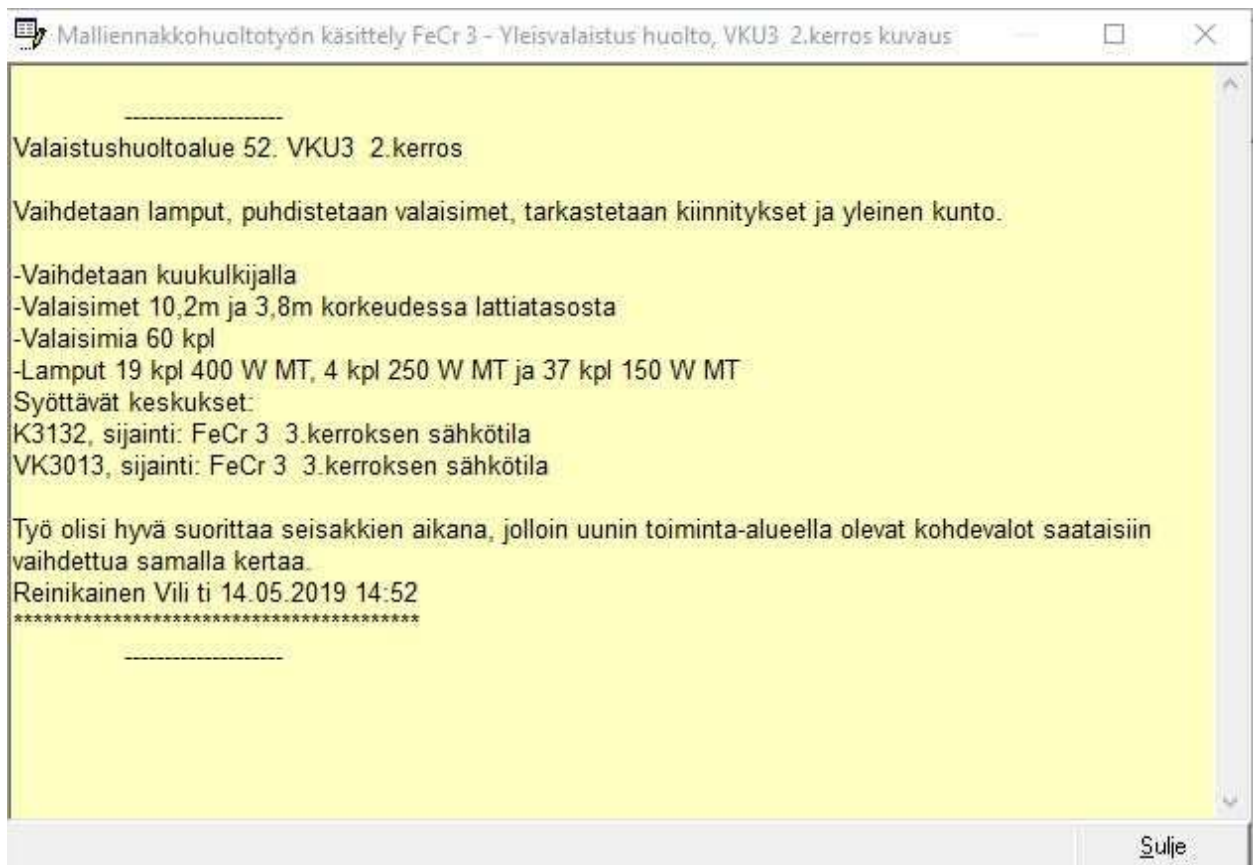 Malliennakkohuoltotyön käsittely FeCr 3 - Yleisvalaistus huolto, VKU3  2.kerros kuvaus
--------------------
Valaistushuoltoalue 52. VKU3  2.kerros
Vaihdetaan lamput, puhdistetaan valaisimet, tarkastetaan kiinnitykset ja yleinen kunto.
-Vaihdetaan kuukulkijalla
-Valaisimet 10,2m ja 3,8m korkeudessa lattiatasosta
-Valaisimia 60 kpl
-Lamput 19 kpl 400 W MT, 4 kpl 250 W MT ja 37 kpl 150 W MT
Syöttävät keskukset:
K3132, sijainti: FeCr 3  3.kerroksen sähkötila
VK3013, sijainti: FeCr 3  3.kerroksen sähkötila
Työ olisi hyvä suorittaa seisakkien aikana, jolloin uunin toiminta-alueella olevat kohdevalot saataisiin
vaihdettua samalla kertaa.
Reinikainen Vili ti 14.05.2019 14:52
*****************************************
--------------------
Sulje